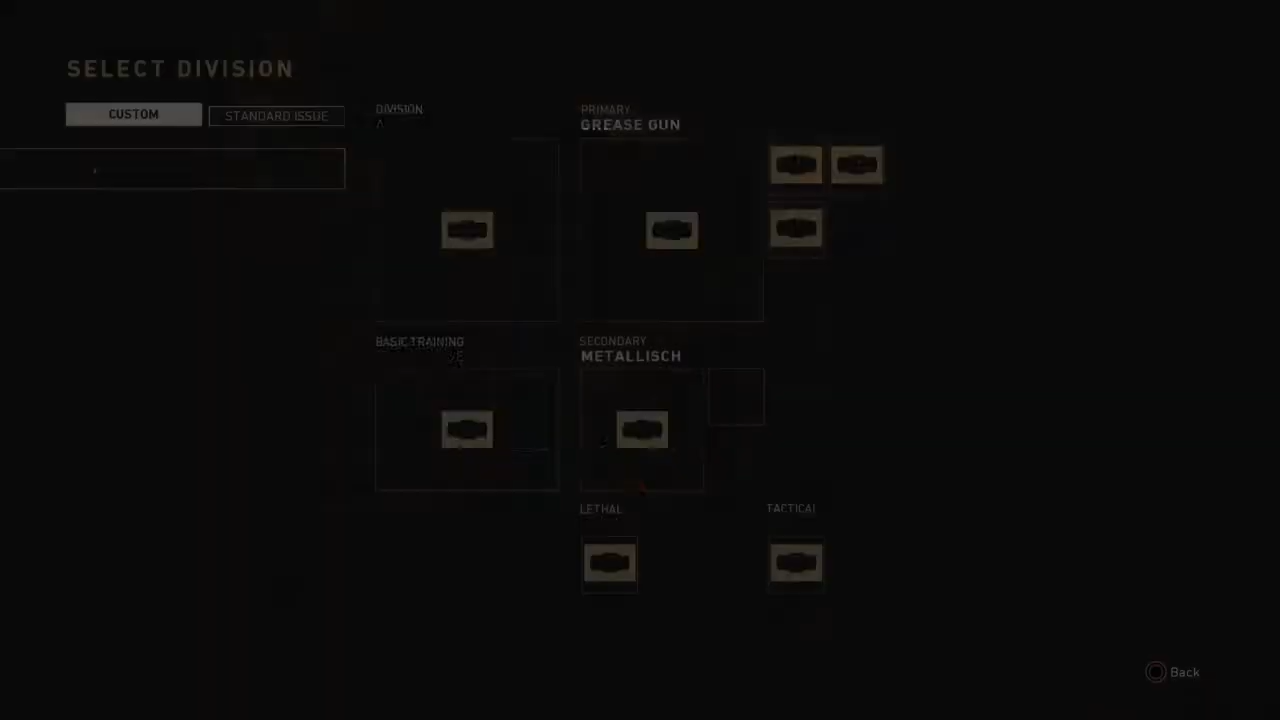 SELECT DIVISION
CUSTOM
STANDARD ISSUE
DIVISION
PRIMARY
GREASE GUN
BASIC TRAINING
SECONDARY
METALLISCH
LETHAL
TACTICAL
Back